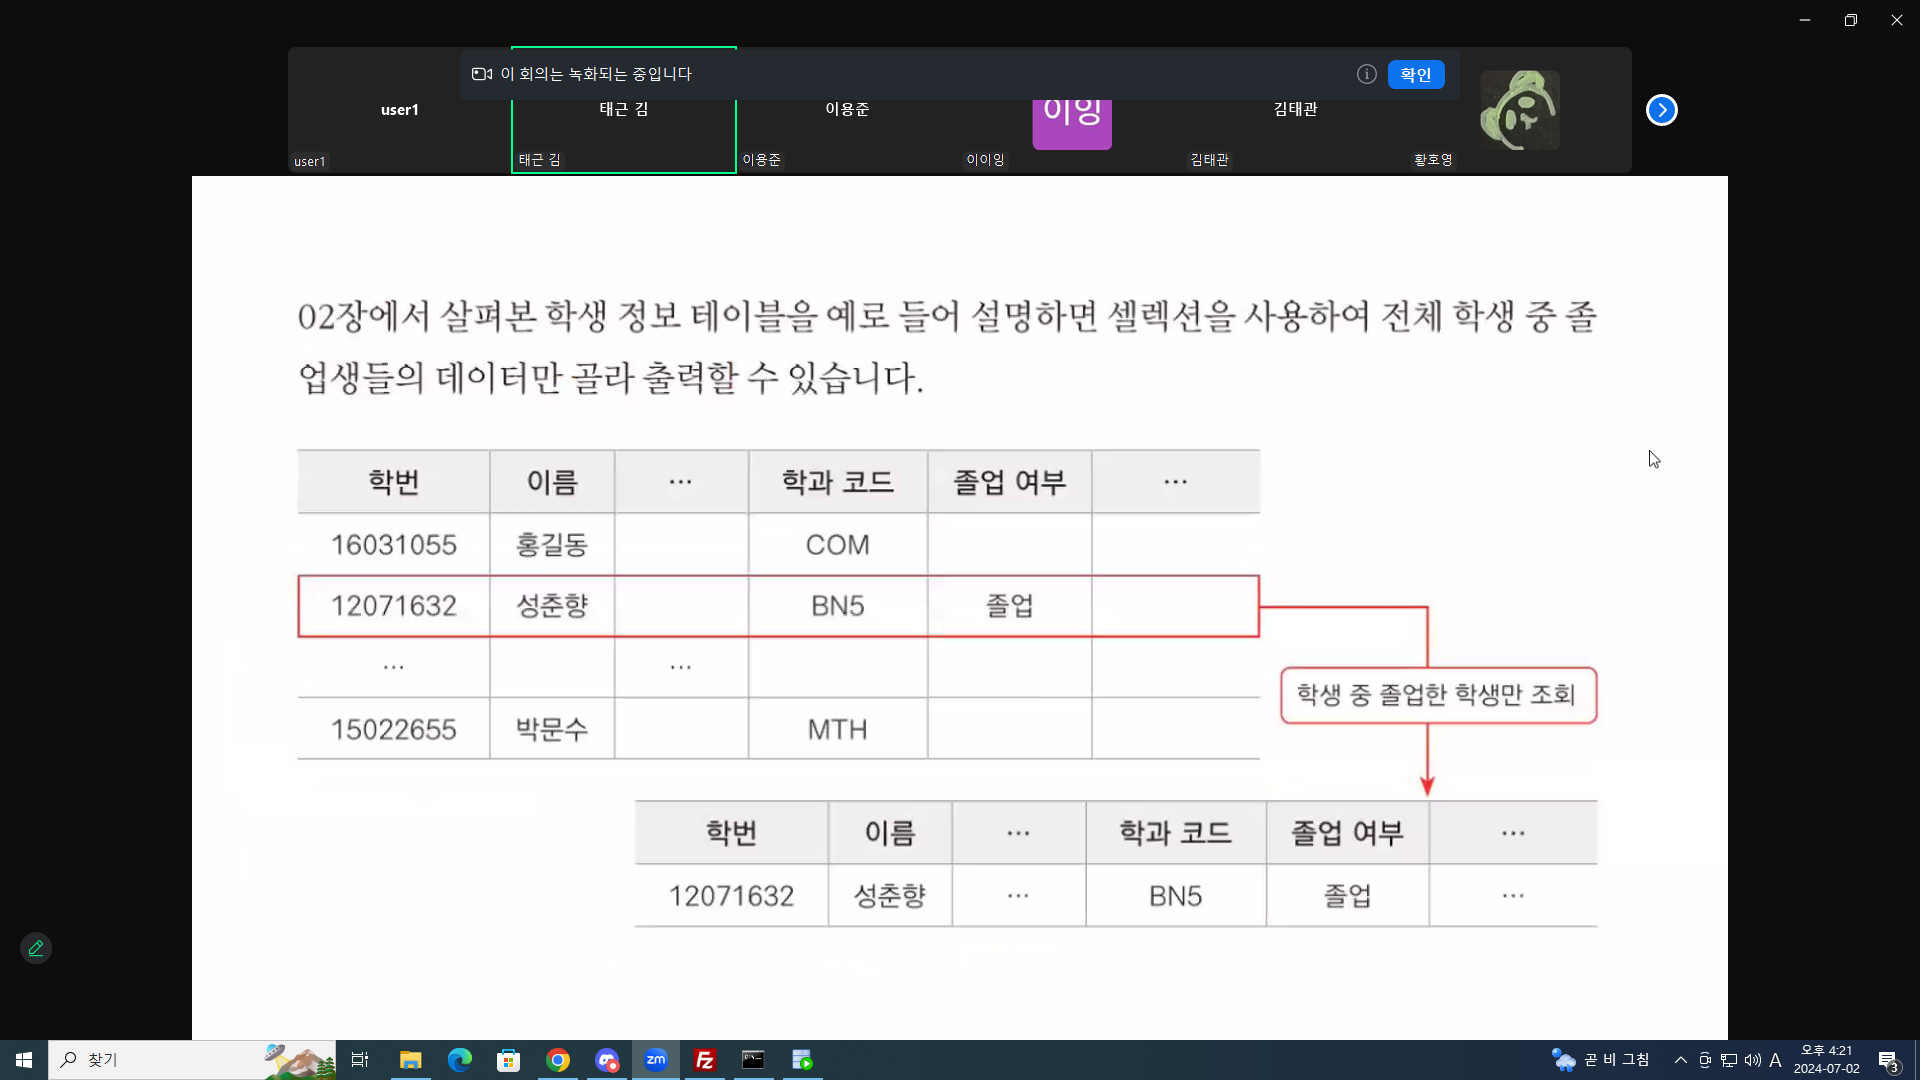 이 회의는 녹화되는 중입니다
확인
user1
태근 김
이용준
이잉
김태관
user1
태근 김
이용준
이이잉
김태관
황호영
02장에서 살펴본 학생 정보 테이블을 예로 들어 설명하면 셀렉션을 사용하여 전체 학생 중 졸
업생들의 데이터만 골라 출력할 수 있습니다.
학번 이름 ··· 학과 코드 졸업 여부 ···
16031055 홍길동 COM
12071632 성춘향 BN5 졸업
··· ···
학생 중 졸업한 학생만 조회
15022655 박문수 MTH
학번 이름 ··· 학과 코드 졸업 여부 ···
12071632 성춘향 ··· BN5 졸업 ···
찾기
zm
Fz
곧 비 그침
A
오후 4:21
2024-07-02
3